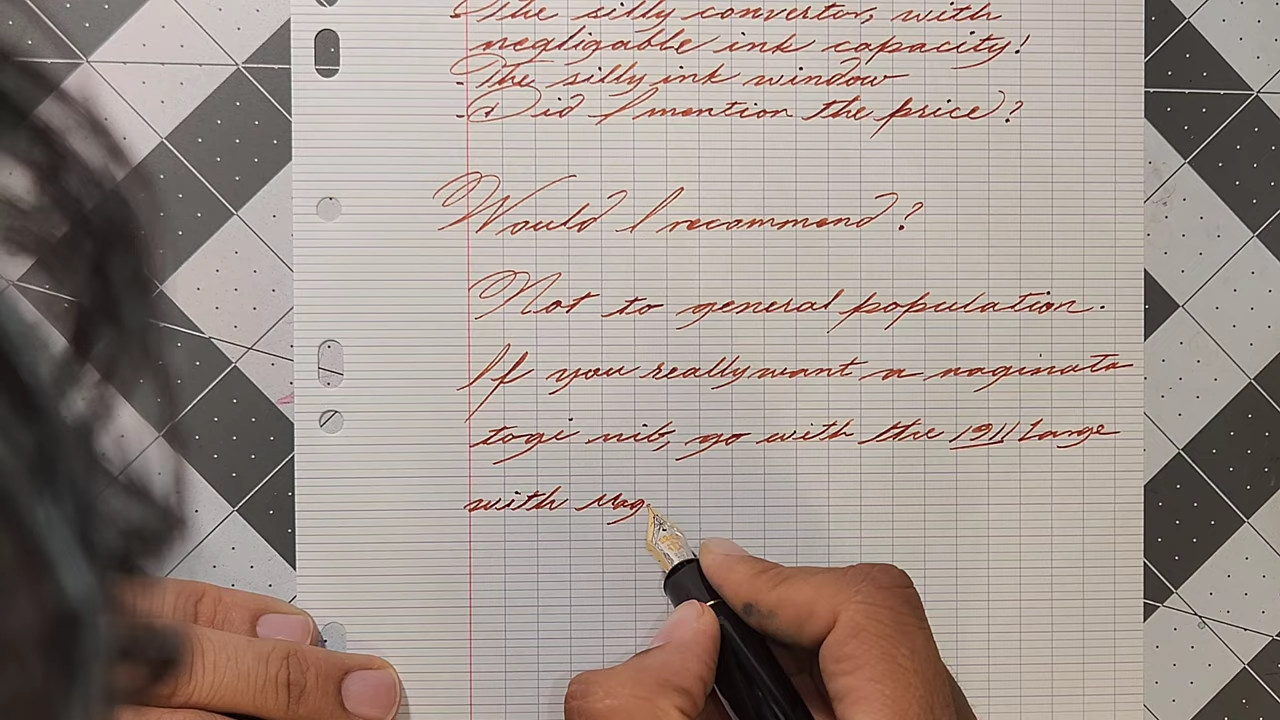 - The silly convertor, with
negligable ink capacity!
- The silly ink window
- Did I mention the price?
Would I recommend?
Not to general population.
If you really want a naginata
togi nib, go with the 1911 Large
with Nag